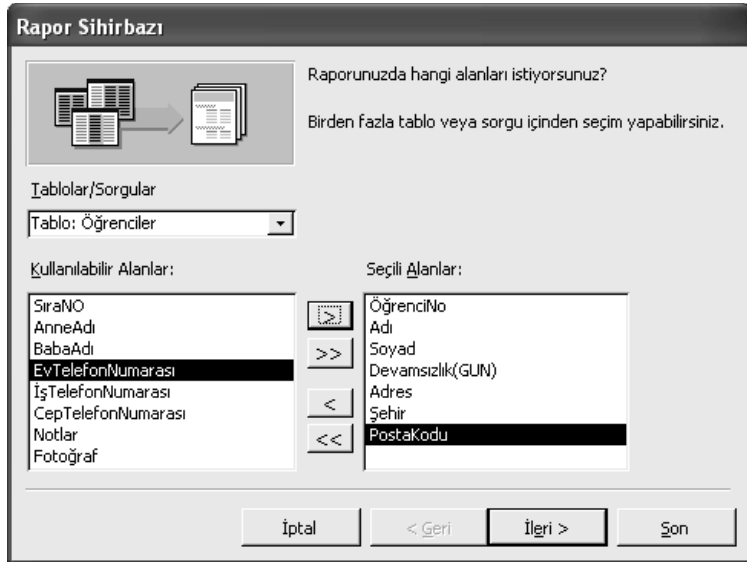 Rapor Sihirbazı
Raporunuzda hangi alanları istiyorsunuz?
Birden fazla tablo veya sorgu içinden seçim yapabilirsiniz.
Tablolar/Sorgular
Tablo: Öğrenciler
Kullanılabilir Alanlar:
SıraNO
AnneAdı
BabaAdı
EvTelefonNumarası
İşTelefonNumarası
CepTelefonNumarası
Notlar
Fotoğraf
>
>>
<
<<
Seçili Alanlar:
ÖğrenciNo
Adı
Soyad
Devamsızlık(GUN)
Adres
Şehir
PostaKodu
İptal
< Geri
İleri >
Son